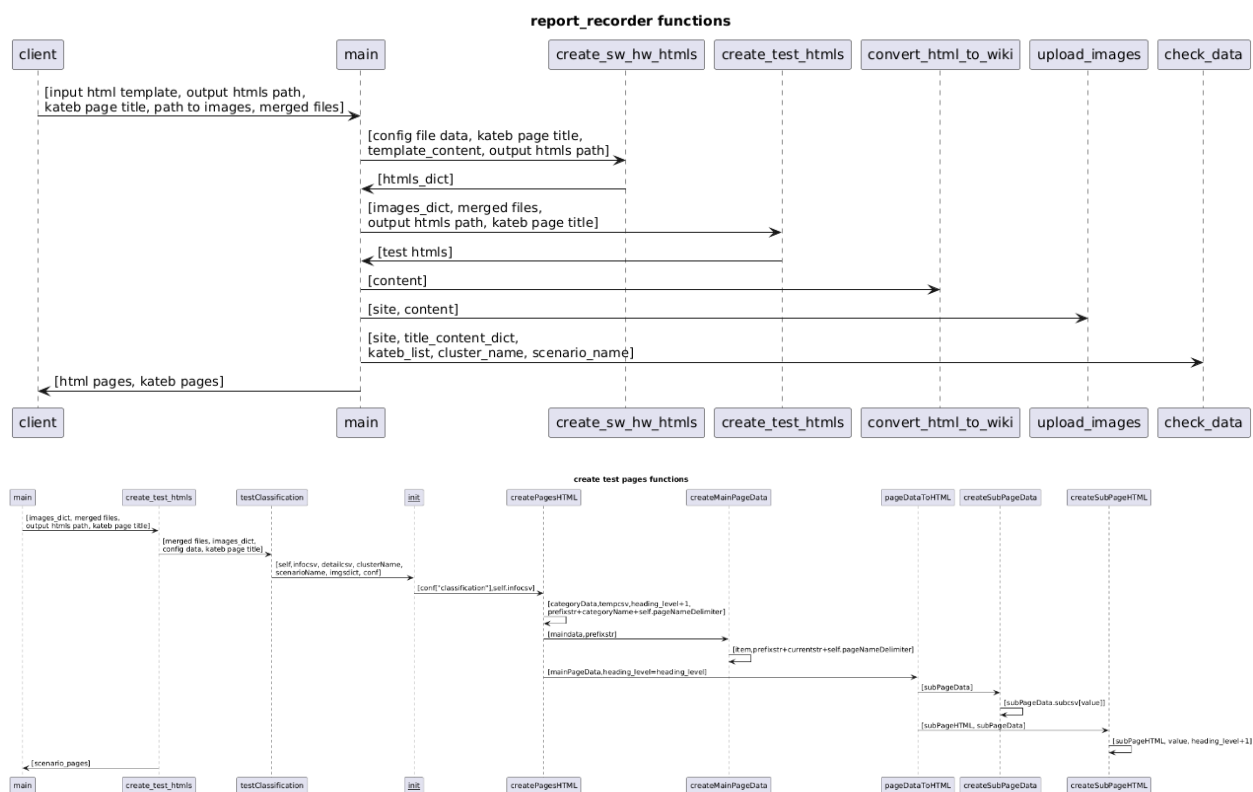 report_recorder functions
client
main
create_sw_hw_htmls
create_test_htmls
convert_html_to_wiki
upload_images
check_data
[input html template, output htmls path,
kateb page title, path to images, merged files]
[config file data, kateb page title,
template_content, output htmls path]
[htmls_dict]
[images_dict, merged files,
output htmls path, kateb page title]
[test htmls]
[content]
[site, content]
[site, title_content_dict,
kateb_list, cluster_name, scenario_name]
[html pages, kateb pages]
client
main
create_sw_hw_htmls
create_test_htmls
convert_html_to_wiki
upload_images
check_data
create test pages functions
main
create_test_htmls
testClassification
init
createPagesHTML
createMainPageData
pageDataToHTML
createSubPageData
createSubPageHTML
[images_dict, merged files,
output htmls path, kateb page title]
[merged files, images_dict,
config data, kateb page title]
[self,infocsv, detailcsv, clusterName,
scenarioName, imgsdict, conf]
[conf["classification"],self.infocsv]
[categoryData,tempcsv,heading_level+1,
prefixstr+categoryName+self.pageNameDelimiter]
[maindata,prefixstr]
[item,prefixstr+currentstr+self.pageNameDelimiter]
[mainPageData,heading_level=heading_level]
[subPageData]
[subPageData.subcsv[value]]
[subPageHTML, subPageData]
[subPageHTML, value, heading_level+1]
[scenario_pages]
main
create_test_htmls
testClassification
init
createPagesHTML
createMainPageData
pageDataToHTML
createSubPageData
createSubPageHTML